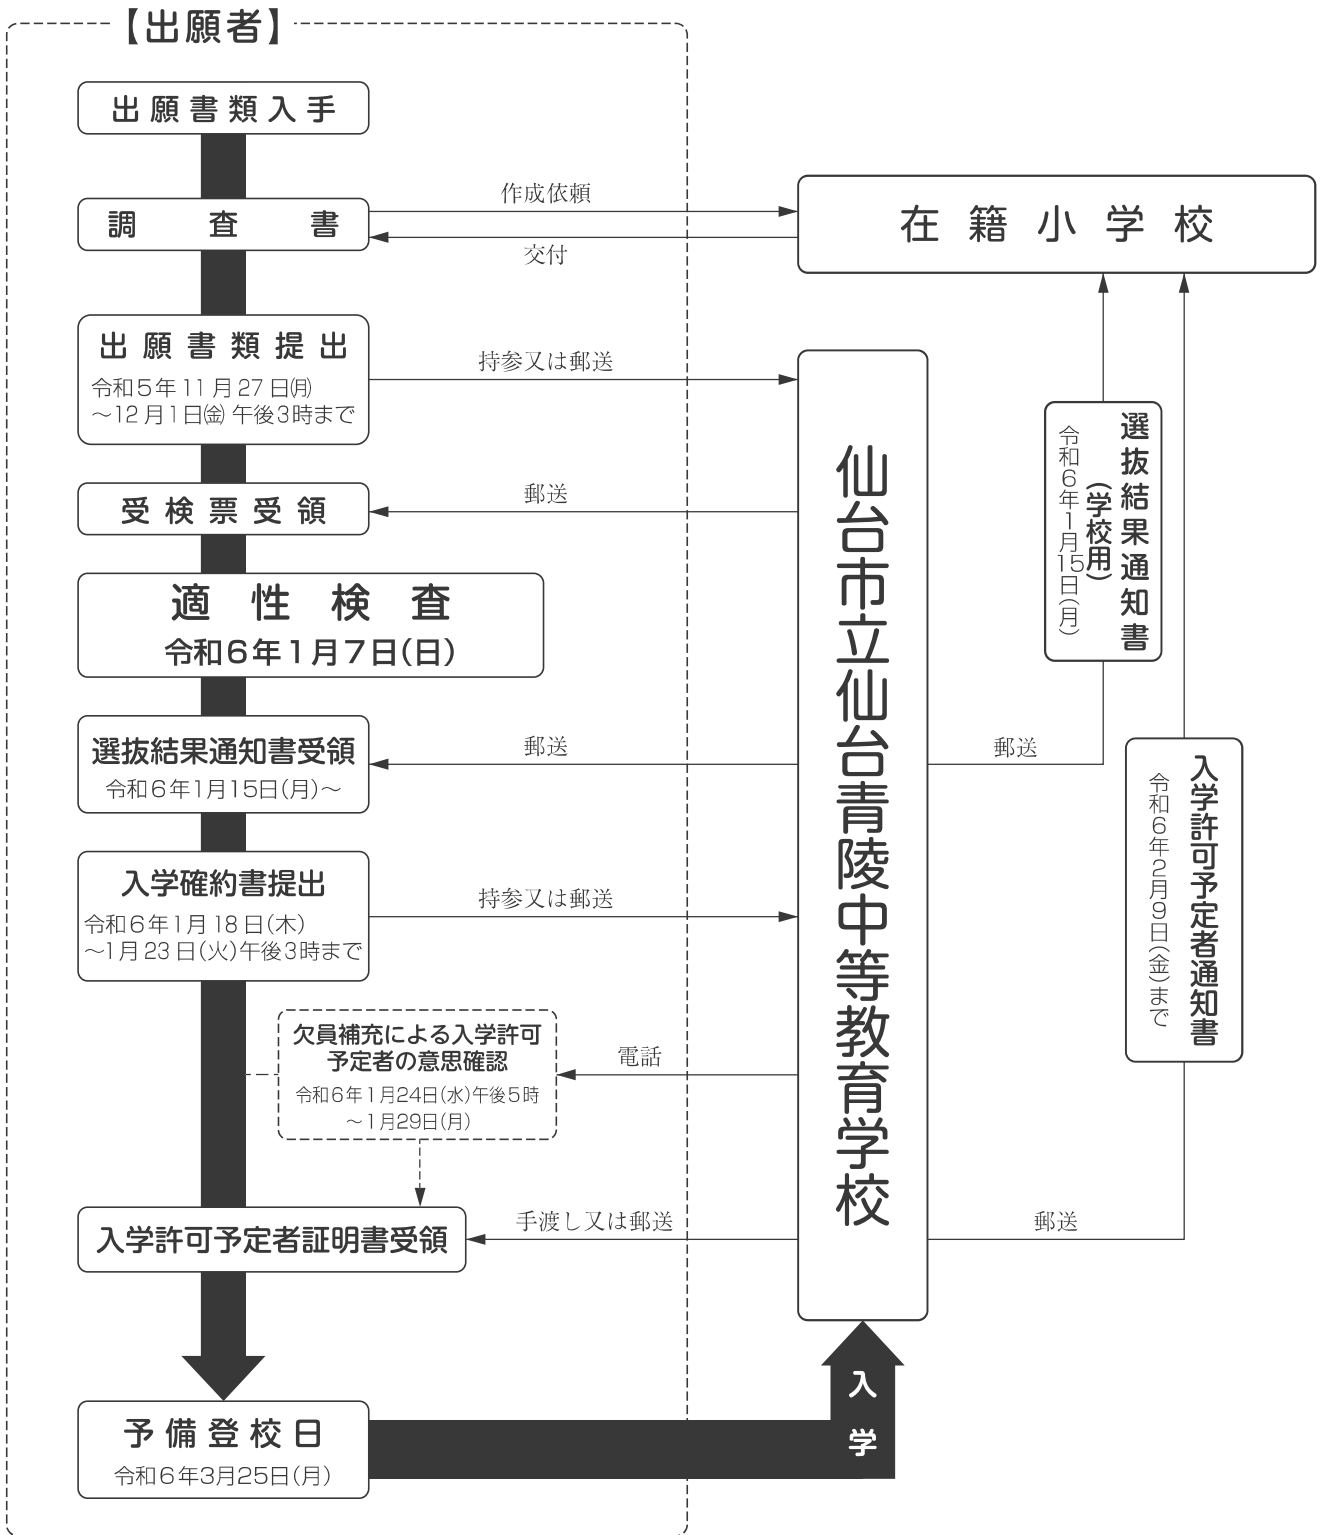 【出願者】
出願書類入手
調査書
作成依頼
交付
在籍小学校
出願書類提出
令和5年11月27日㈪
～12月1日㈮午後3時まで
持参又は郵送
受検票受領
郵送
適性検査
令和6年1月7日(日)
選抜結果通知書受領
令和6年1月15日(月)～
郵送
入学確約書提出
令和6年1月18日(木)
～1月23日(火)午後3時まで
持参又は郵送
欠員補充による入学許可
予定者の意思確認
令和6年1月24日(水)午後5時
～1月29日(月)
電話
入学許可予定者証明書受領
手渡し又は郵送
予備登校日
令和6年3月25日(月)
入学
仙台市立仙台青陵中等教育学校
選抜結果通知書
(学校用)
令和6年1月15日(月)
郵送
入学許可予定者通知書
令和6年2月9日(金)まで
郵送